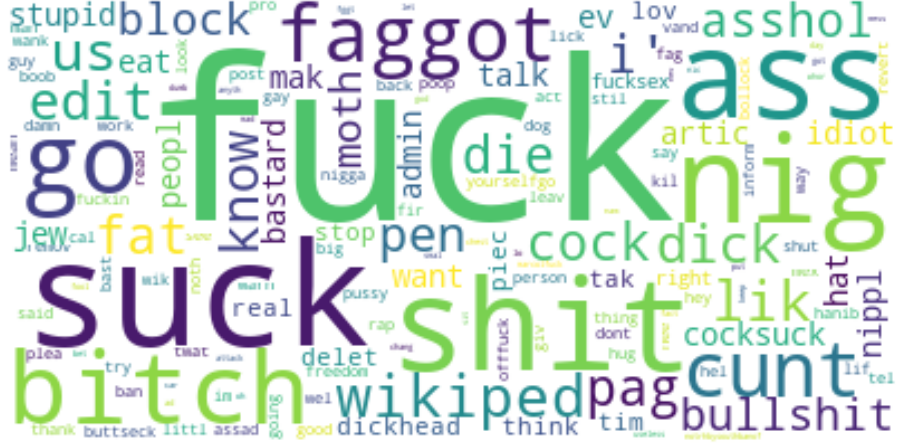 stupid block pro faggot ev lov asshol
wank us eat look lick i' vand
guy boob edit post mak moth poop talk fucksex fag ass bollock revert
gay back stil act
damn work peopl fuck dog artic idiot
go read know bastard nigga admin die say inform way
fuckin yourselfgo kil nig
fir leav
jew cal fat stop pen piec cock dick shut
big
bast wik noth want person tak right hat nippl
suck real pussy shit hey lik hanib
said rap offfuck giv thing dont cocksuck
plea twat delet hug cunt hel lif tel
bitch try freedom
ban im wikiped pag
going wel bullshit
thank buttseck littl assad good dickhead think tim